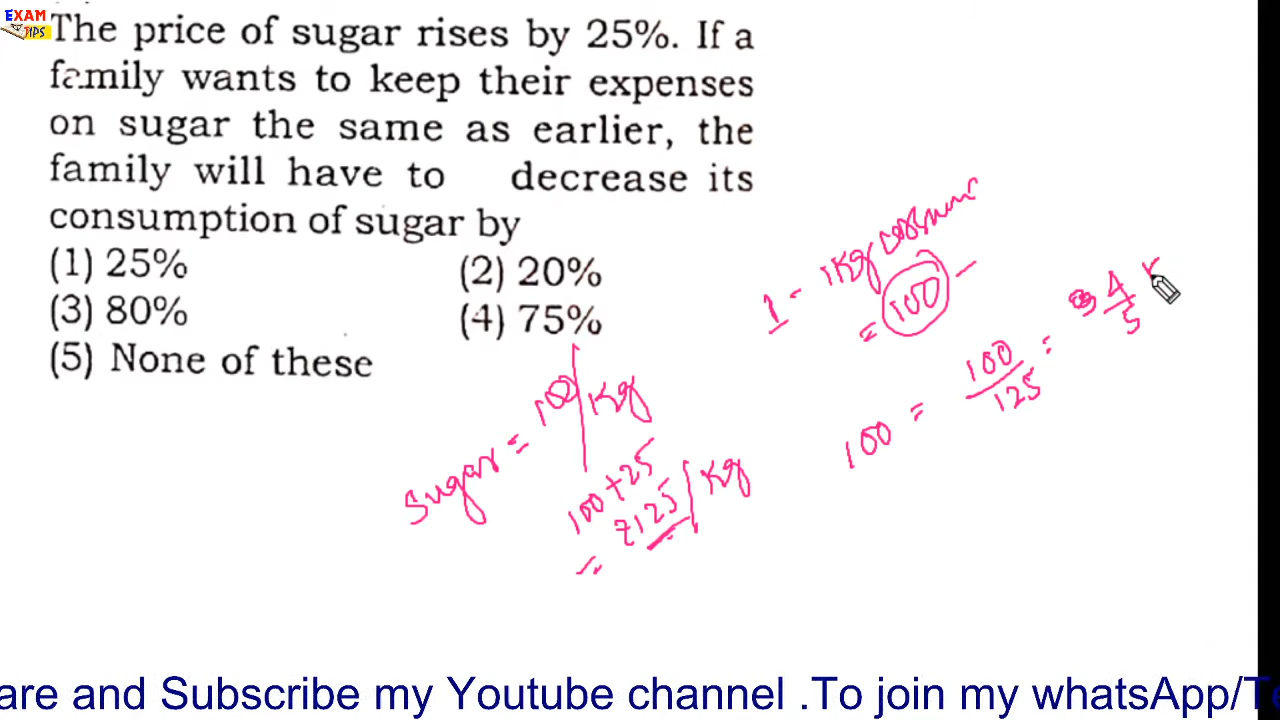 EXAM
TIPS
The price of sugar rises by 25%. If a
family wants to keep their expenses
on sugar the same as earlier, the
family will have to decrease its
consumption of sugar by
(1) 25%
(2) 20%
(3) 80%
(4) 75%
(5) None of these
1 - 1Kg
= 100 -
sugar = 100/Kg
100+25
= ₹125/Kg
100 = 100/125 = 4/5
are and Subscribe my Youtube channel .To join my whatsApp/Te